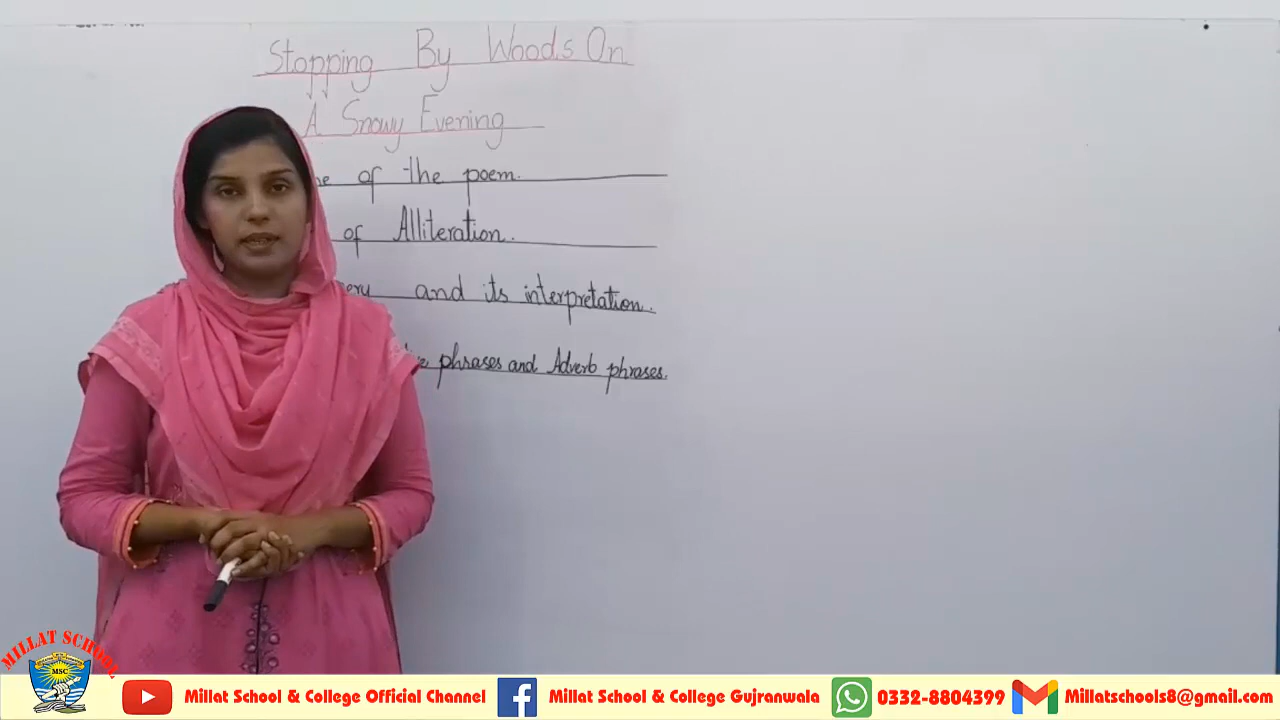 Stopping By Woods On
A Snowy Evening
of the poem.
of Alliteration.
and its interpretation.
phrases and Adverb phrases.
MILLAT SCHOOL
MSC
Millat School & College Official Channel Millat School & College Gujranwala 0332-8804399 Millatschools8@gmail.com